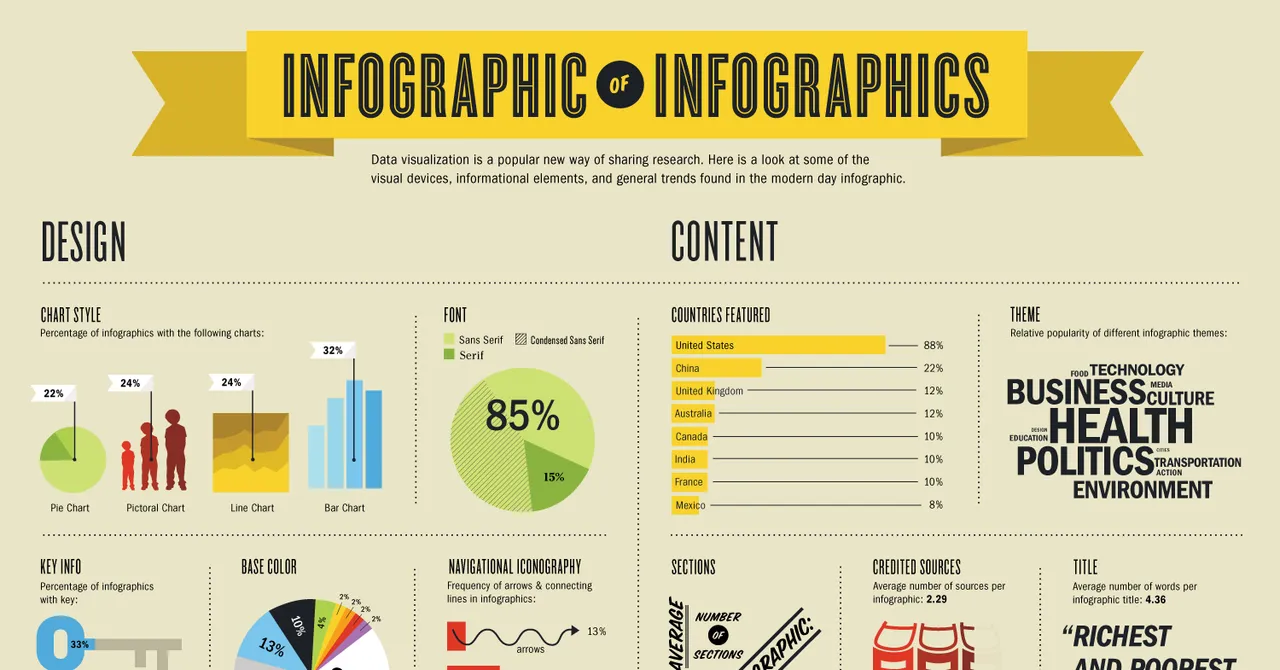 INFOGRAPHIC OF INFOGRAPHICS
Data visualization is a popular new way of sharing research. Here is a look at some of the
visual devices, informational elements, and general trends found in the modern day infographic.
DESIGN
CHART STYLE
Percentage of infographics with the following charts:
22%
24%
24%
32%
Pie Chart
Pictoral Chart
Line Chart
Bar Chart
FONT
Sans Serif
Condensed Sans Serif
Serif
85%
15%
KEY INFO
Percentage of infographics
with key:
33%
BASE COLOR
13%
10%
4%
2%
2%
2%
2%
NAVIGATIONAL ICONOGRAPHY
Frequency of arrows & connecting
lines in infographics:
13%
arrows
CONTENT
COUNTRIES FEATURED
United States 88%
China 22%
United Kingdom 12%
Australia 12%
Canada 10%
India 10%
France 10%
Mexico 8%
THEME
Relative popularity of different infographic themes:
FOOD TECHNOLOGY
BUSINESS MEDIA
CULTURE
DESIGN
EDUCATION HEALTH
CITIES
POLITICS TRANSPORTATION
ACTION
ENVIRONMENT
SECTIONS
AVERAGE
NUMBER
OF
SECTIONS
CREDITED SOURCES
Average number of sources per
infographic: 2.29
TITLE
Average number of words per
infographic title: 4.36
“RICHEST
AND POOREST